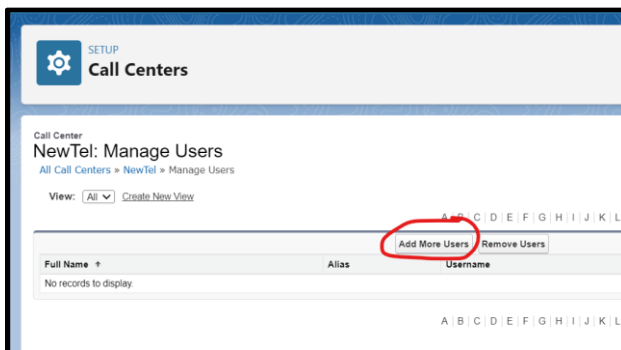 SETUP
Call Centers
Call Center
NewTel: Manage Users
All Call Centers » NewTel » Manage Users
View: All Create New View
A | B | C | D | E | F | G | H | I | J | K | L
Add More Users Remove Users
Full Name ↑ Alias Username
No records to display.
A | B | C | D | E | F | G | H | I | J | K | L